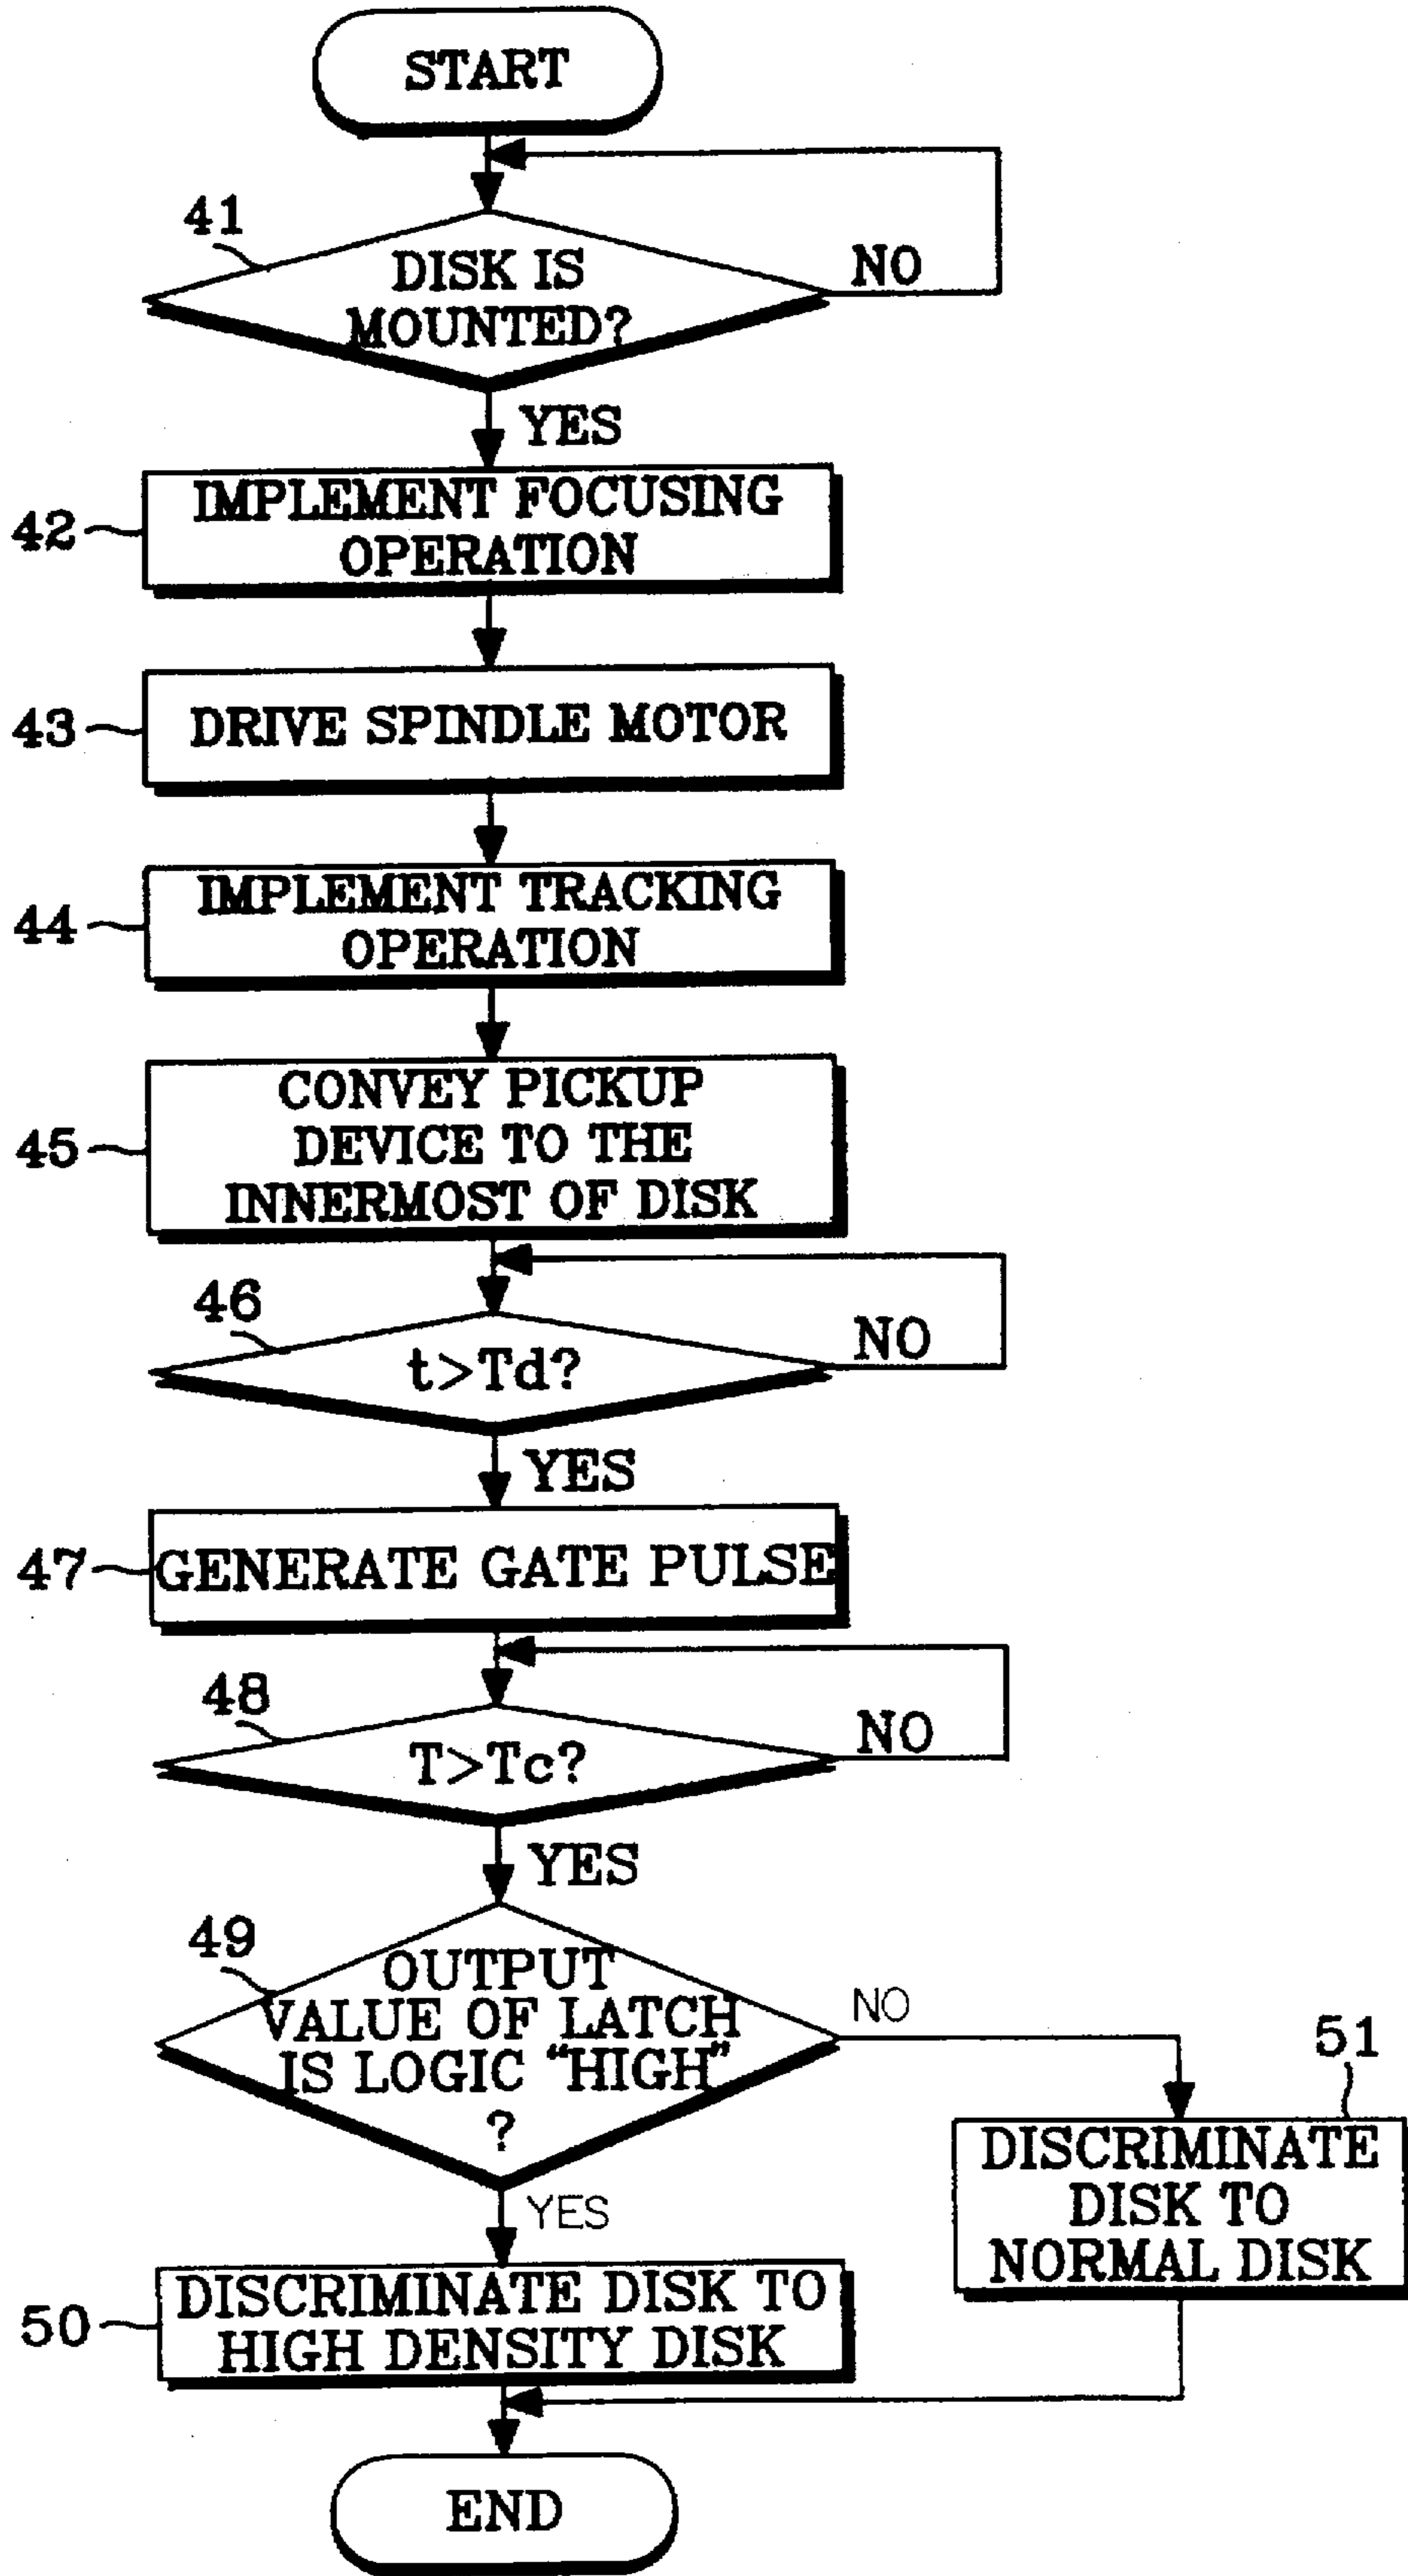 START
41
DISK IS
MOUNTED?
NO
YES
42
IMPLEMENT FOCUSING
OPERATION
43
DRIVE SPINDLE MOTOR
44
IMPLEMENT TRACKING
OPERATION
45
CONVEY PICKUP
DEVICE TO THE
INNERMOST OF DISK
46
t>Td?
NO
YES
47
GENERATE GATE PULSE
48
T>Tc?
NO
YES
49
OUTPUT
VALUE OF LATCH
IS LOGIC “HIGH”
?
NO
YES
51
DISCRIMINATE
DISK TO
NORMAL DISK
50
DISCRIMINATE DISK TO
HIGH DENSITY DISK
END